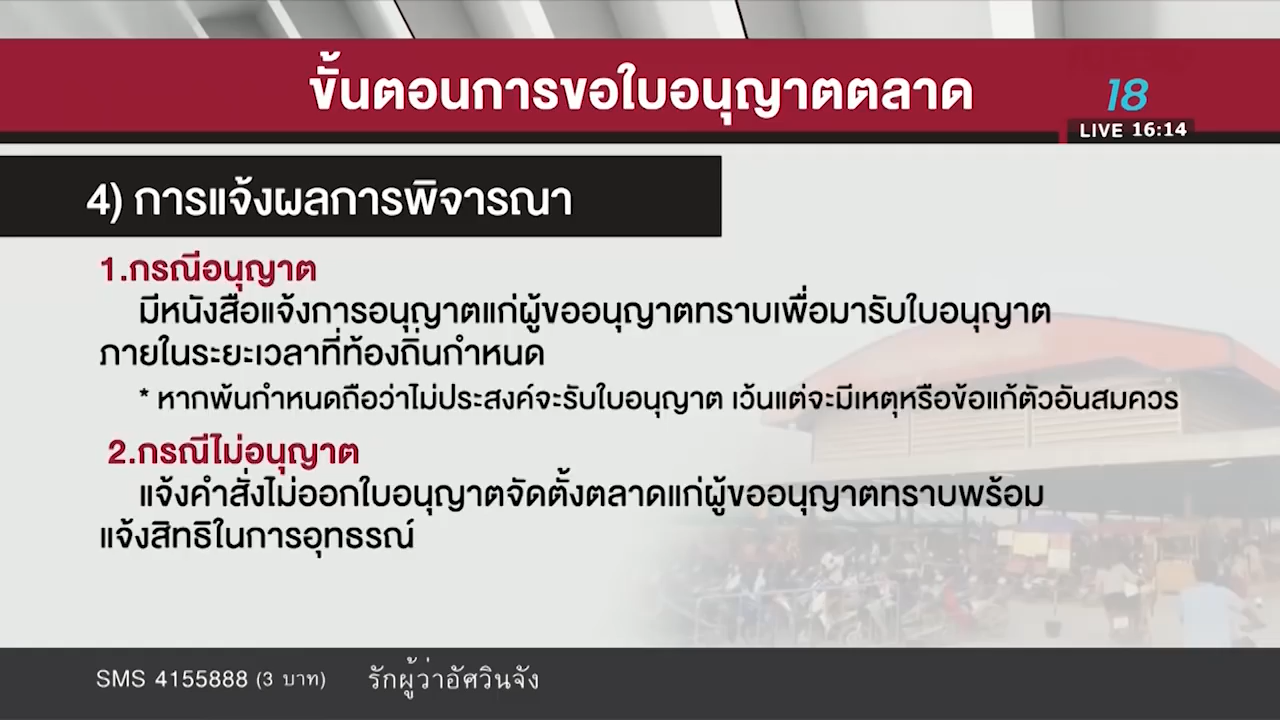 ขั้นตอนการขอใบอนุญาตตลาด
18
LIVE 16:14
4) การแจ้งผลการพิจารณา
1.กรณีอนุญาต
มีหนังสือแจ้งการอนุญาตแก่ผู้ขออนุญาตทราบเพื่อมารับใบอนุญาต
ภายในระยะเวลาที่ท้องถิ่นกำหนด
* หากพ้นกำหนดถือว่าไม่ประสงค์จะรับใบอนุญาต เว้นแต่จะมีเหตุหรือข้อแก้ตัวอันสมควร
2.กรณีไม่อนุญาต
แจ้งคำสั่งไม่ออกใบอนุญาตจัดตั้งตลาดแก่ผู้ขออนุญาตทราบพร้อม
แจ้งสิทธิในการอุทธรณ์
SMS 4155888 (3 บาท) รักผู้ว่าอัศวินจัง